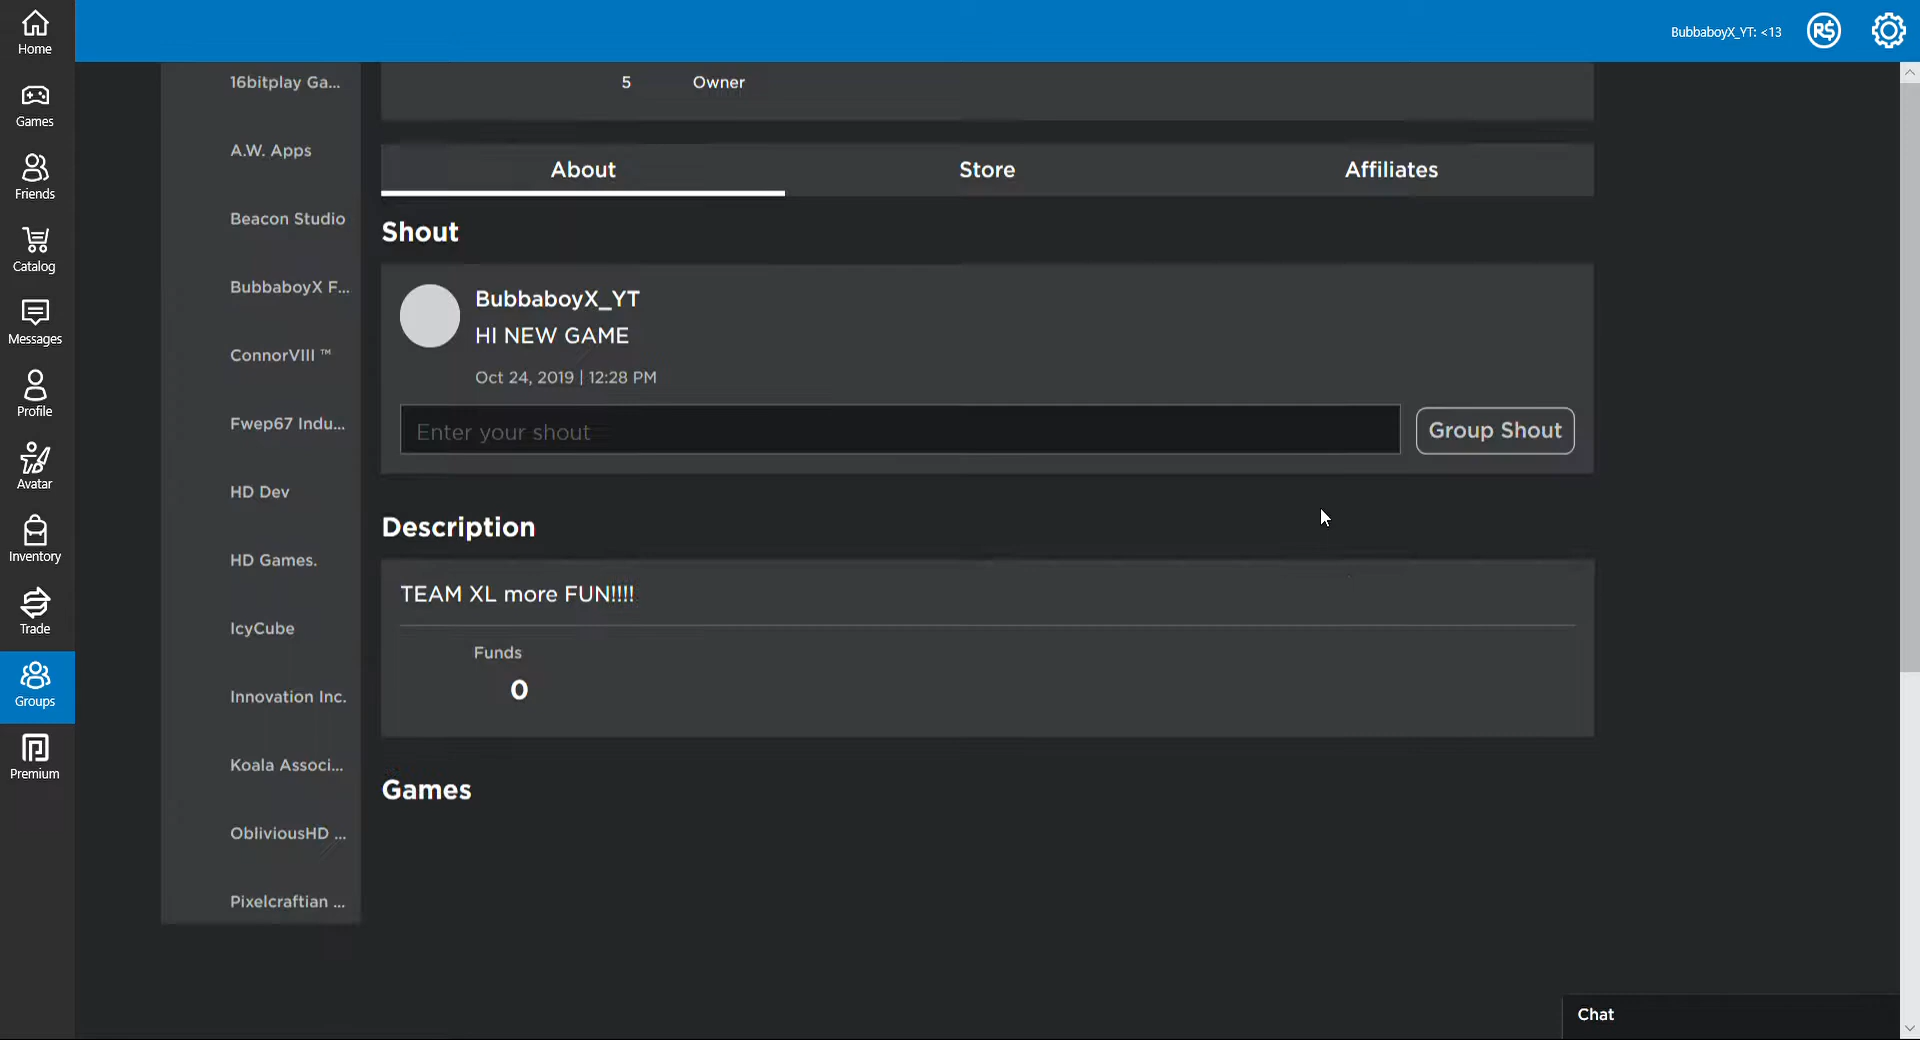 BubbaboyX_YT: <13
R$
Home
Games
Friends
Catalog
Messages
Profile
Avatar
Inventory
Trade
Groups
Premium
16bitplay Ga...
A.W. Apps
Beacon Studio
BubbaboyX F...
ConnorVIII ™
Fwep67 Indu...
HD Dev
HD Games.
IcyCube
Innovation Inc.
Koala Associ...
ObliviousHD ...
Pixelcraftian ...
5 Owner
About Store Affiliates
Shout
BubbaboyX_YT
HI NEW GAME
Oct 24, 2019 | 12:28 PM
Enter your shout Group Shout
Description
TEAM XL more FUN!!!!
Funds
0
Games
Chat